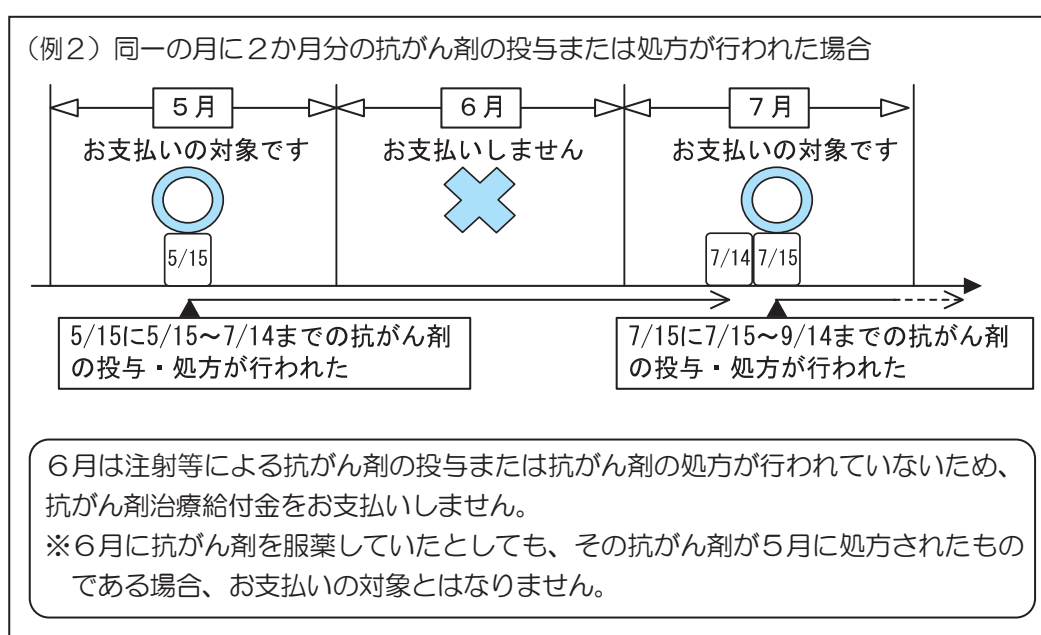 （例２）同一の月に２か月分の抗がん剤の投与または処方が行われた場合
５月
６月
７月
お支払いの対象です
お支払いしません
お支払いの対象です
5/15
7/14
7/15
5/15に5/15～7/14までの抗がん剤
の投与・処方が行われた
7/15に7/15～9/14までの抗がん剤
の投与・処方が行われた
６月は注射等による抗がん剤の投与または抗がん剤の処方が行われていないため、
抗がん剤治療給付金をお支払いしません。
※６月に抗がん剤を服薬していたとしても、その抗がん剤が５月に処方されたもの
である場合、お支払いの対象とはなりません。